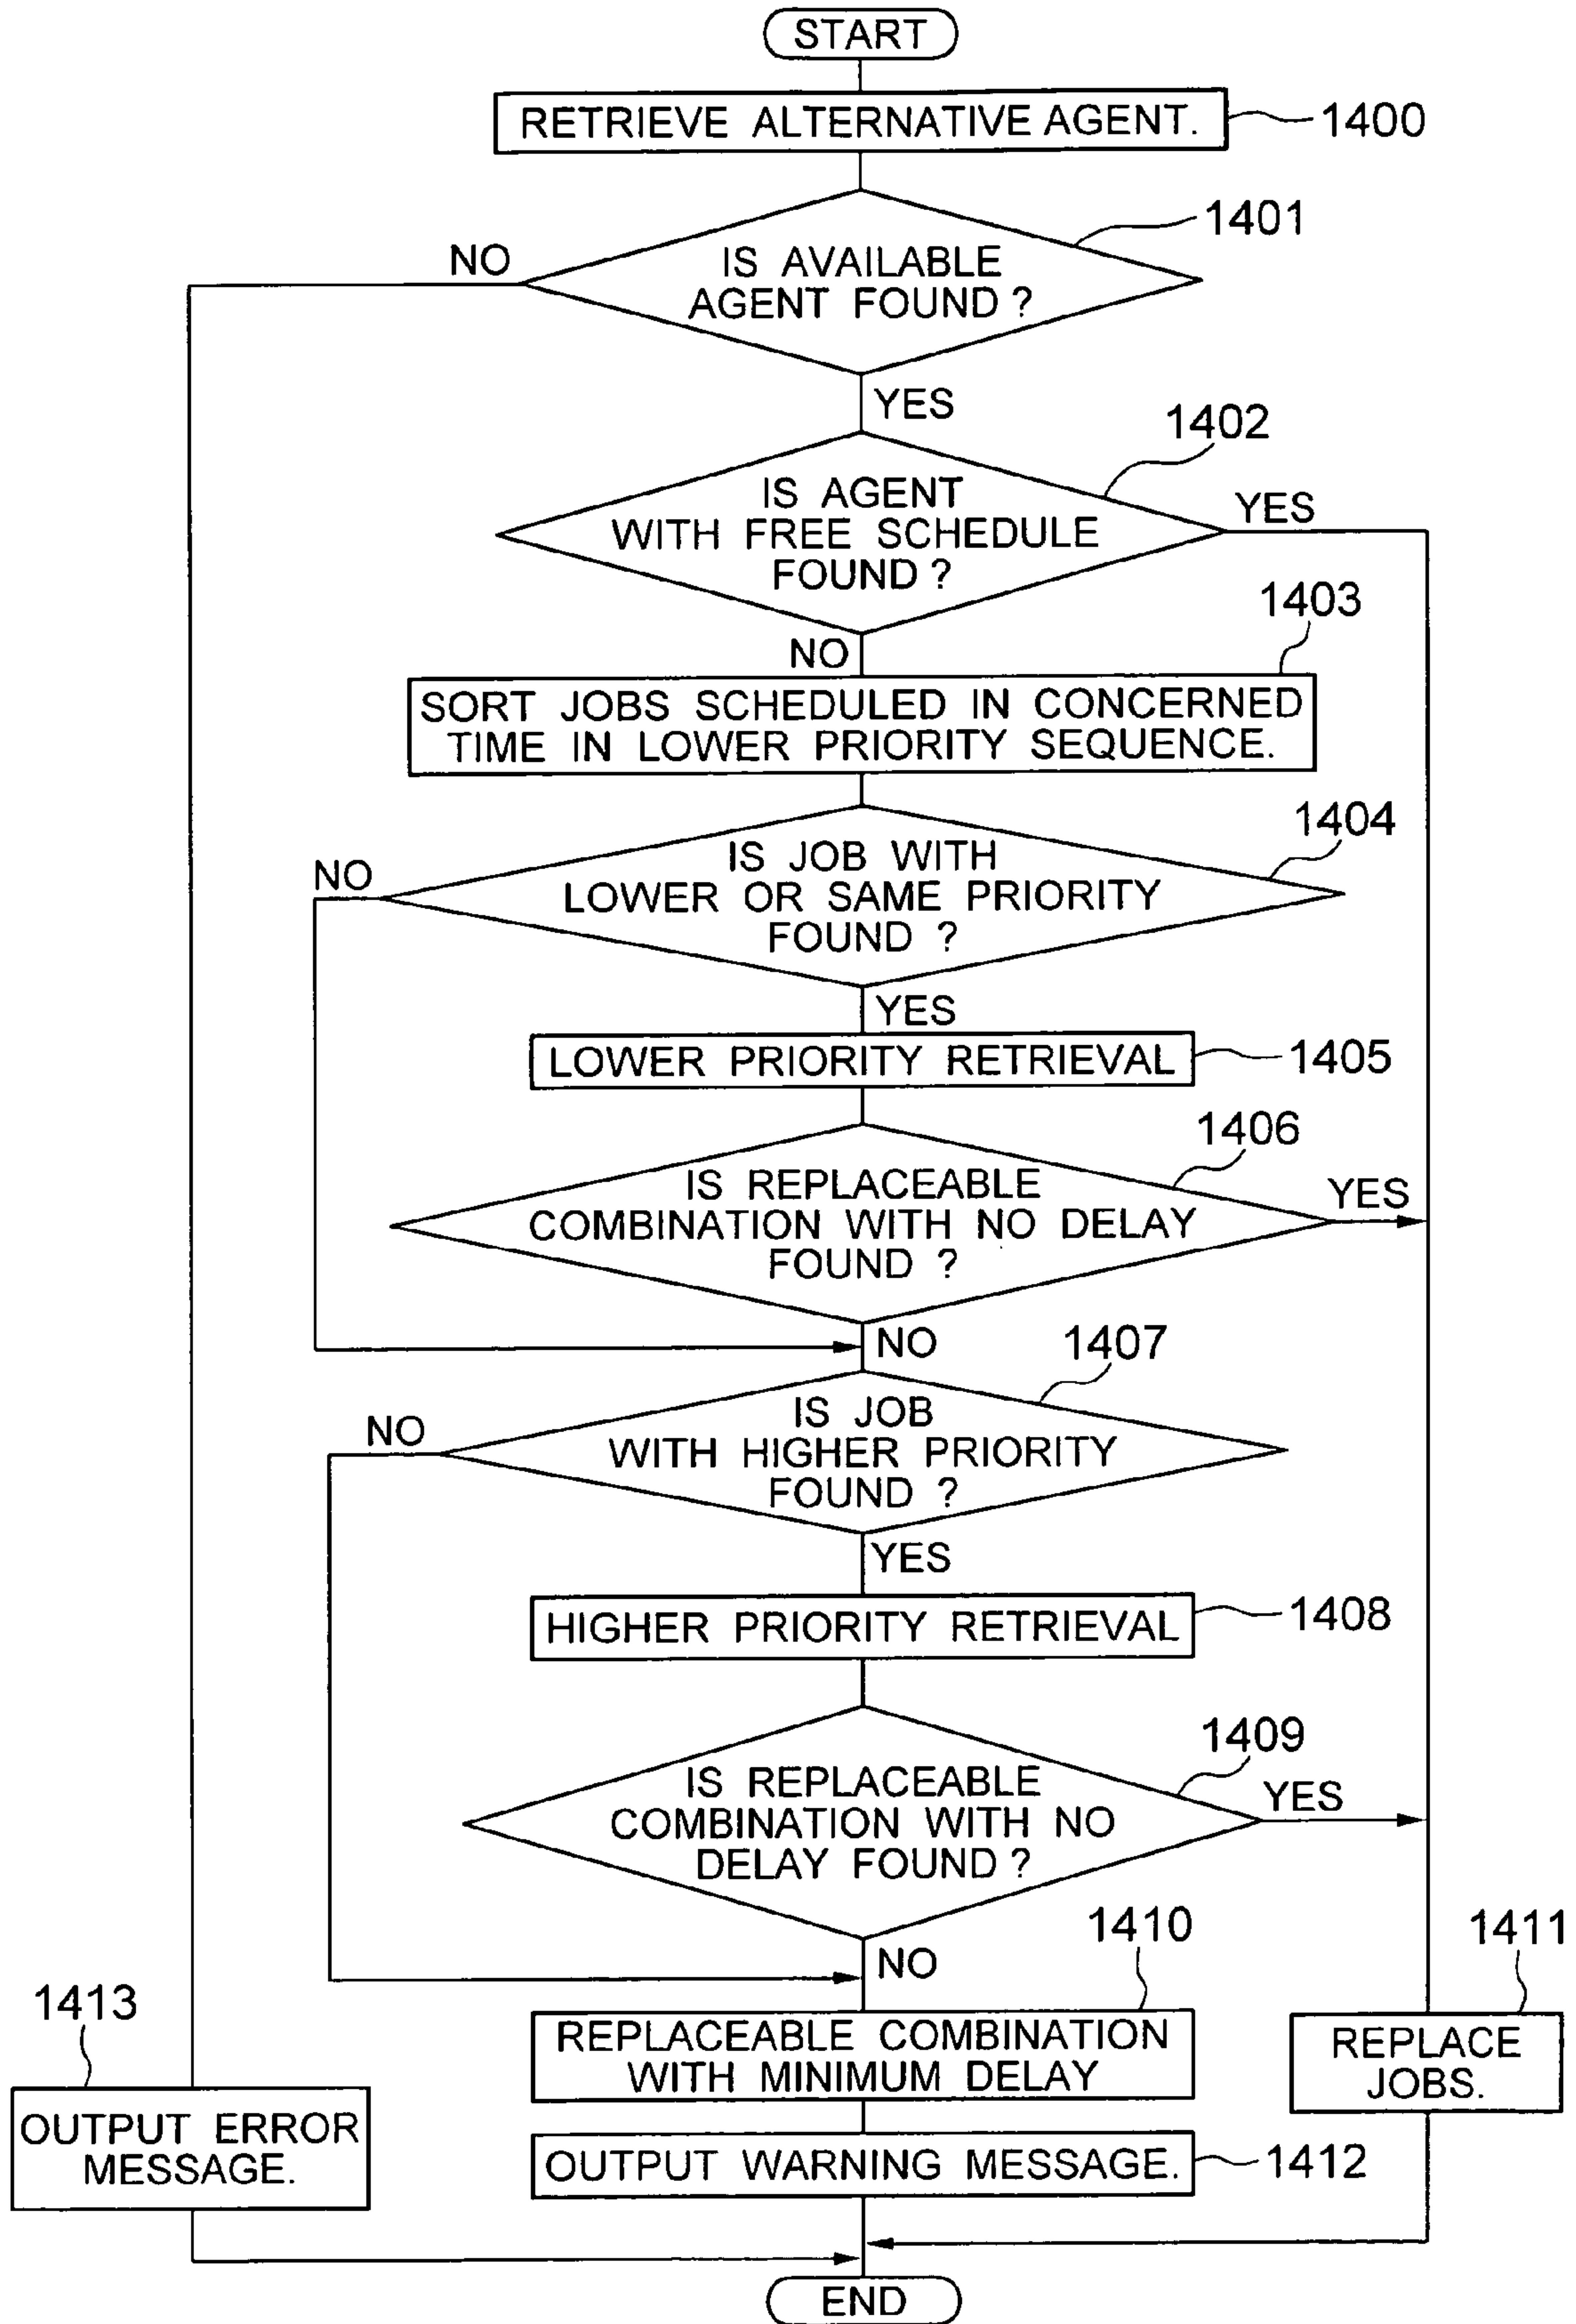 START
RETRIEVE ALTERNATIVE AGENT.
1400
1401
NO
IS AVAILABLE
AGENT FOUND ?
YES
1402
IS AGENT
WITH FREE SCHEDULE
FOUND ?
YES
1403
NO
SORT JOBS SCHEDULED IN CONCERNED
TIME IN LOWER PRIORITY SEQUENCE.
1404
NO
IS JOB WITH
LOWER OR SAME PRIORITY
FOUND ?
YES
LOWER PRIORITY RETRIEVAL
1405
1406
IS REPLACEABLE
COMBINATION WITH NO DELAY
FOUND ?
YES
NO
1407
NO
IS JOB
WITH HIGHER PRIORITY
FOUND ?
YES
HIGHER PRIORITY RETRIEVAL
1408
1409
IS REPLACEABLE
COMBINATION WITH NO
DELAY FOUND ?
YES
NO
1410
1411
1413
REPLACEABLE COMBINATION
WITH MINIMUM DELAY
REPLACE
JOBS.
OUTPUT ERROR
MESSAGE.
OUTPUT WARNING MESSAGE.
1412
END